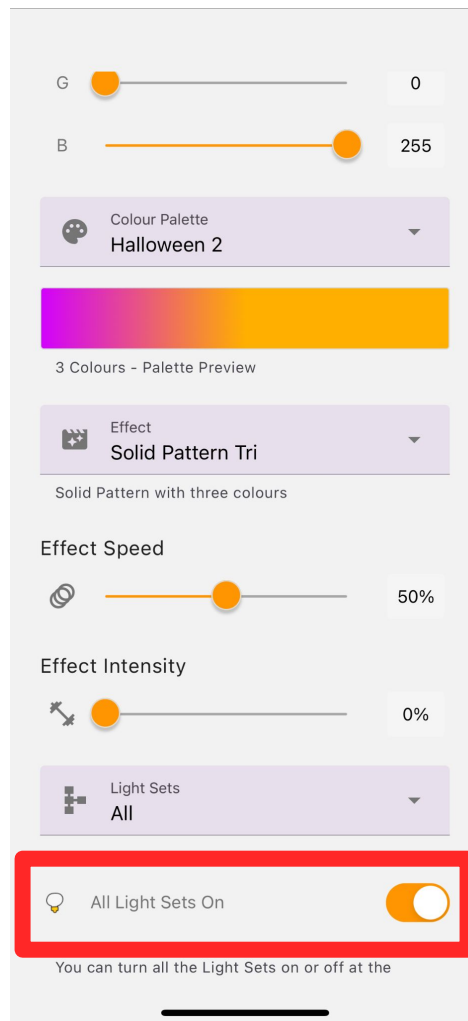 G 0
B 255
Colour Palette
Halloween 2
3 Colours - Palette Preview
Effect
Solid Pattern Tri
Solid Pattern with three colours
Effect Speed
50%
Effect Intensity
0%
Light Sets
All
All Light Sets On
You can turn all the Light Sets on or off at the